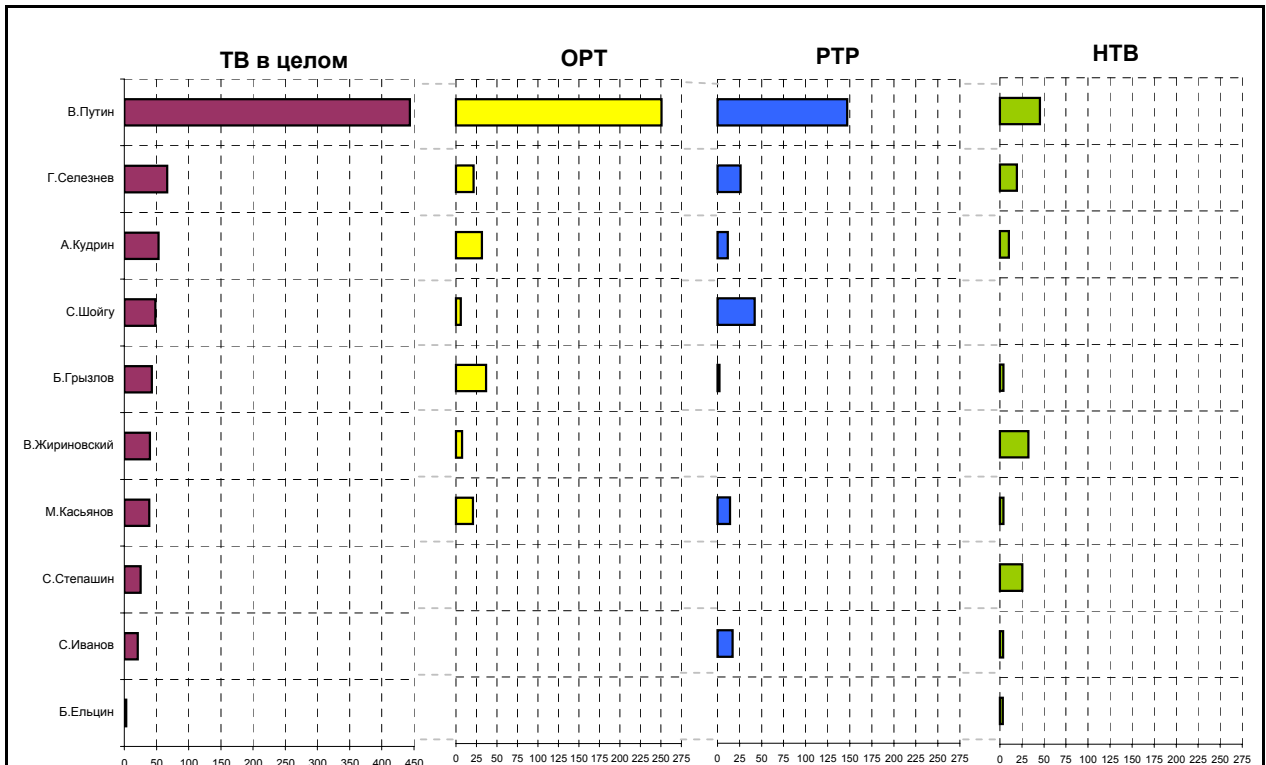 ТВ в целом ОРТ РТР НТВ
В.Путин
Г.Селезнев
А.Кудрин
С.Шойгу
Б.Грызлов
В.Жириновский
М.Касьянов
С.Степашин
С.Иванов
Б.Ельцин
0 50 100 150 200 250 300 350 400 450
0 25 50 75 100 125 150 175 200 225 250 275
0 25 50 75 100 125 150 175 200 225 250 275
0 25 50 75 100 125 150 175 200 225 250 275